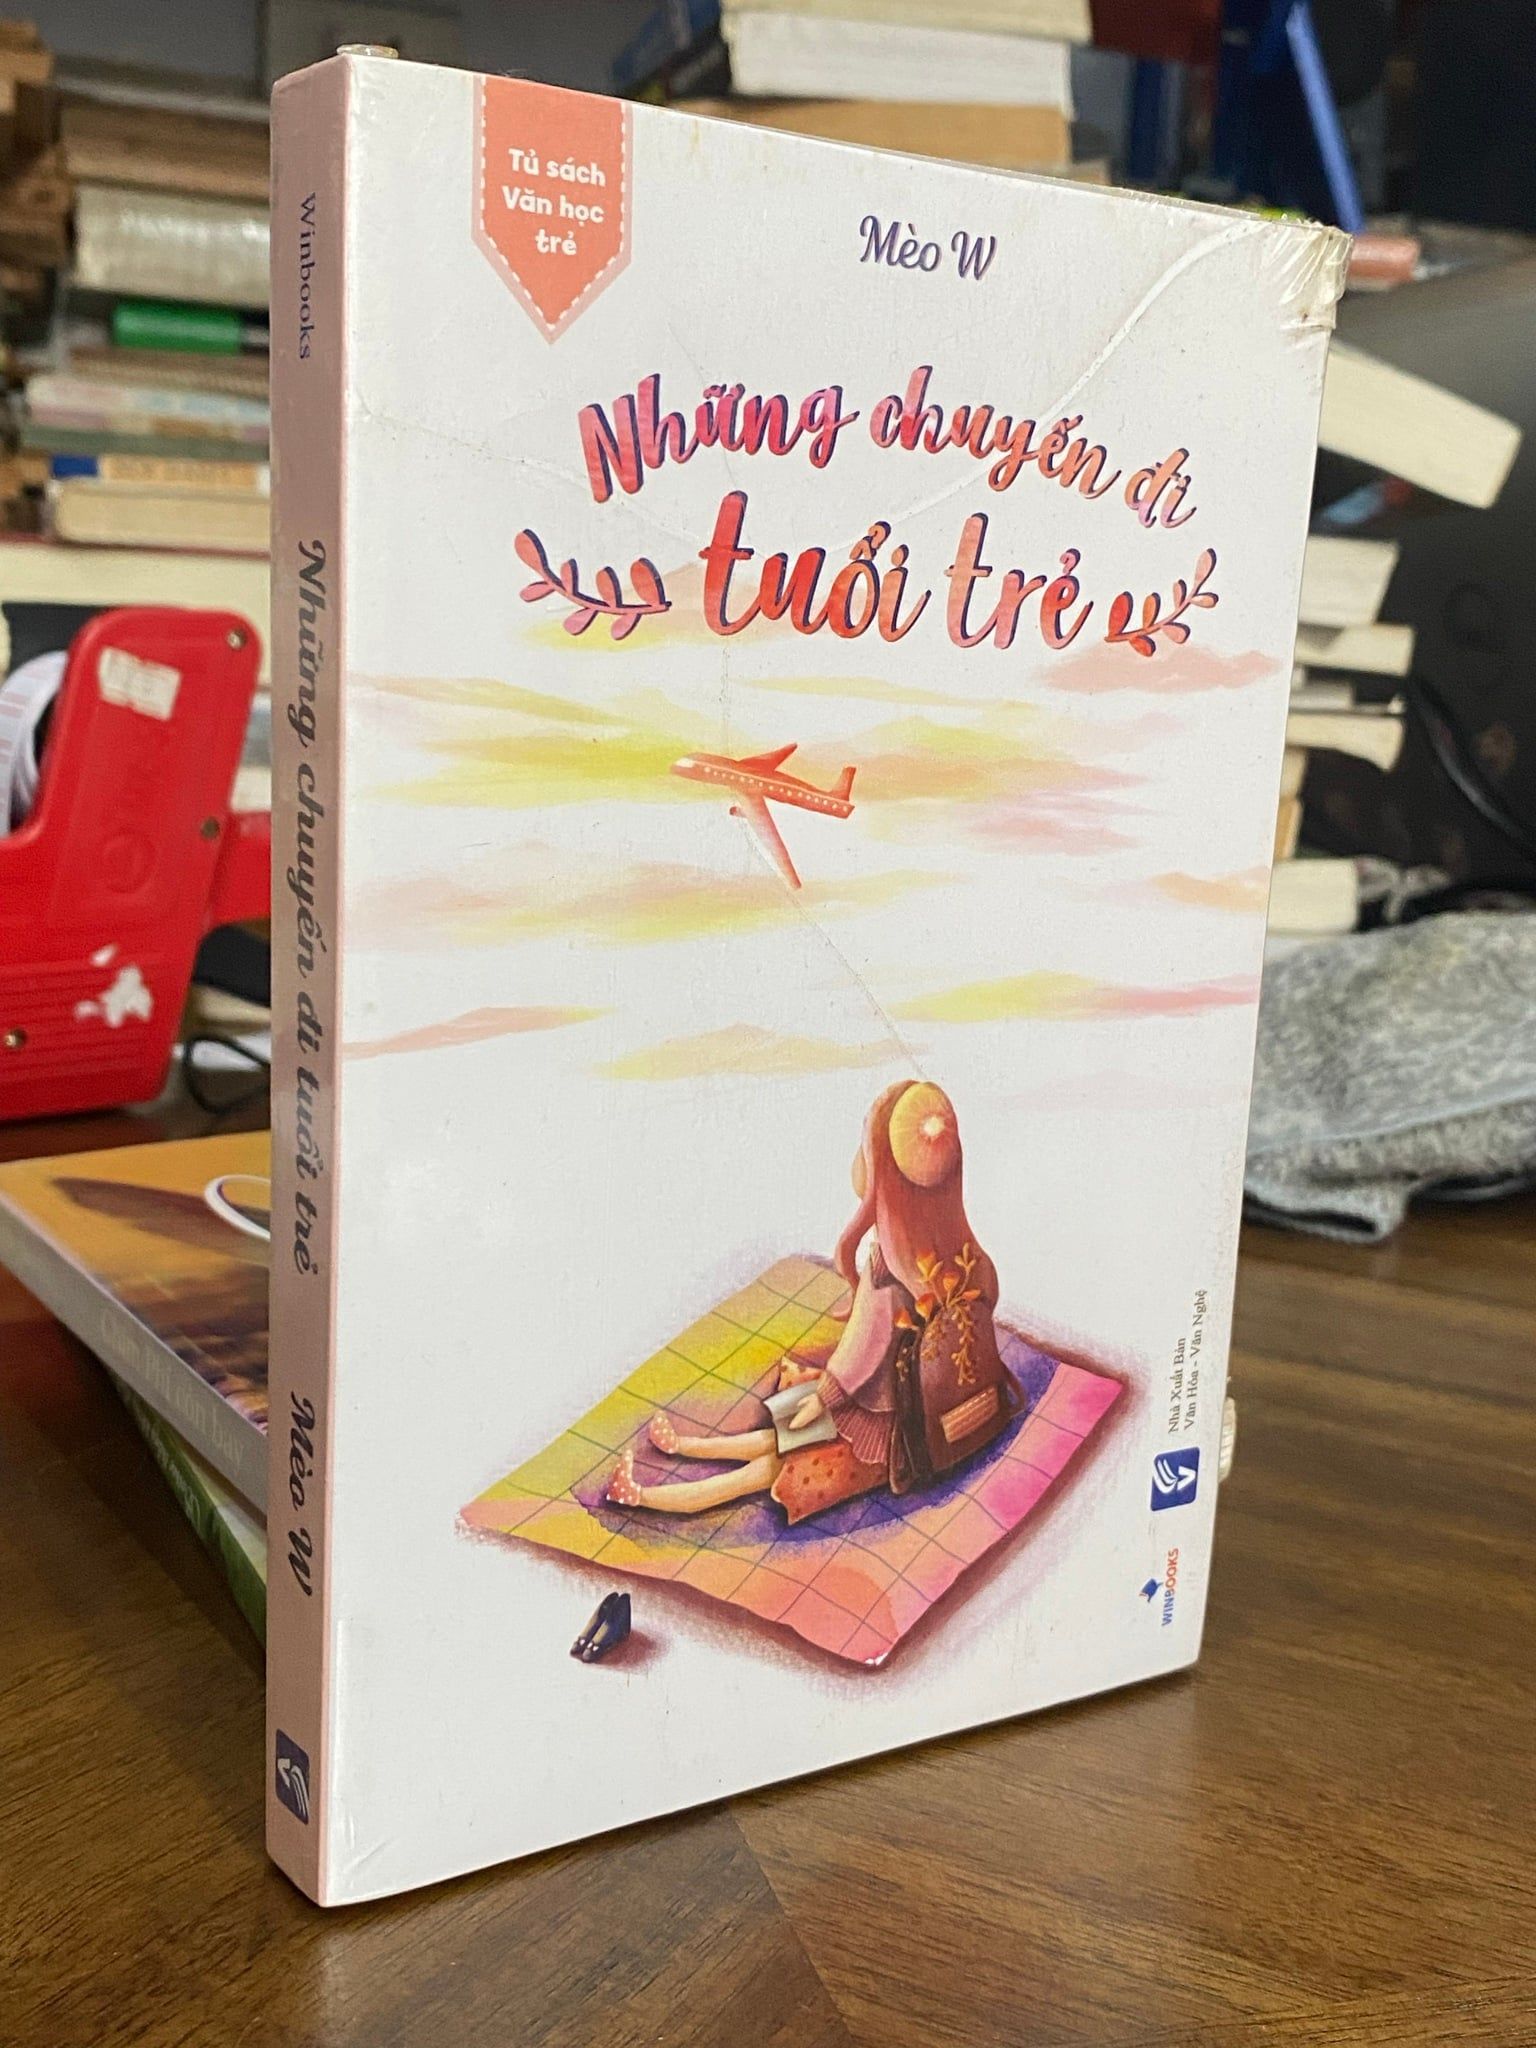 Tủ sách
Văn học
trẻ
Mèo W
Những chuyến đi
tuổi trẻ
Nhà Xuất Bản
Văn Hóa - Văn Nghệ
WINBOOKS
Winbooks
Những chuyến đi tuổi trẻ
Mèo W